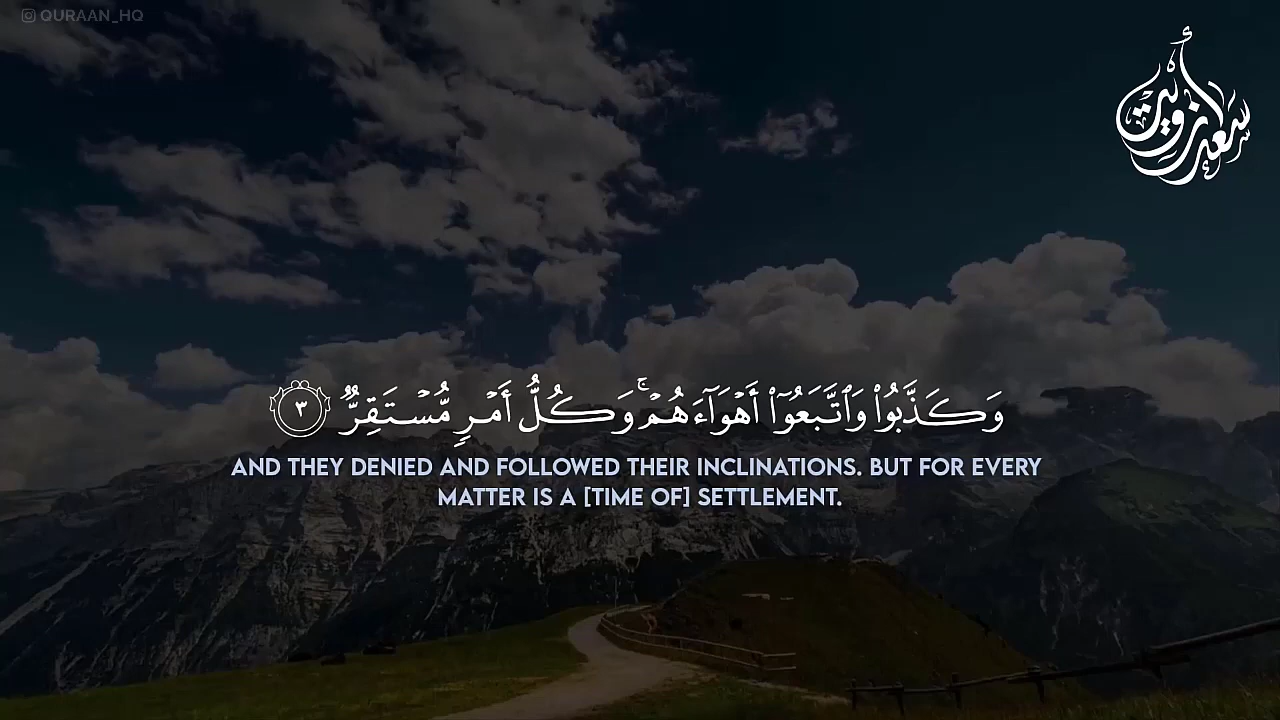 QURAAN_HQ
وَكَذَّبُوا۟ وَٱتَّبَعُوٓا۟ أَهْوَآءَهُمْ ۚ وَكُلُّ أَمْرٍ مُّسْتَقِرٌّ ٣
AND THEY DENIED AND FOLLOWED THEIR INCLINATIONS. BUT FOR EVERY
MATTER IS A [TIME OF] SETTLEMENT.